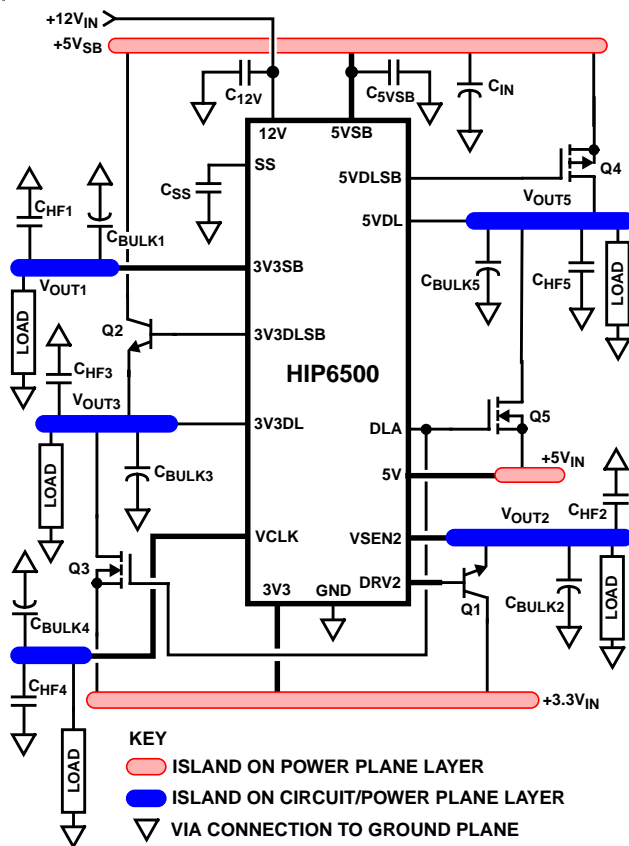 +12VIN
+5VSB
C12V
C5VSB
CIN
12V
5VSB
SS
CSS
5VDLSB
Q4
CHF1
CBULK1
VOUT5
5VDL
3V3SB
VOUT1
CBULK5
CHF5
LOAD
LOAD
Q2
3V3DLSB
CHF3
HIP6500
VOUT3
3V3DL
DLA
Q5
LOAD
CBULK3
5V
+5VIN
CHF2
VOUT2
VCLK
VSEN2
Q3
3V3
GND
DRV2
Q1
CBULK2
LOAD
CBULK4
CHF4
+3.3VIN
LOAD
KEY
ISLAND ON POWER PLANE LAYER
ISLAND ON CIRCUIT/POWER PLANE LAYER
VIA CONNECTION TO GROUND PLANE